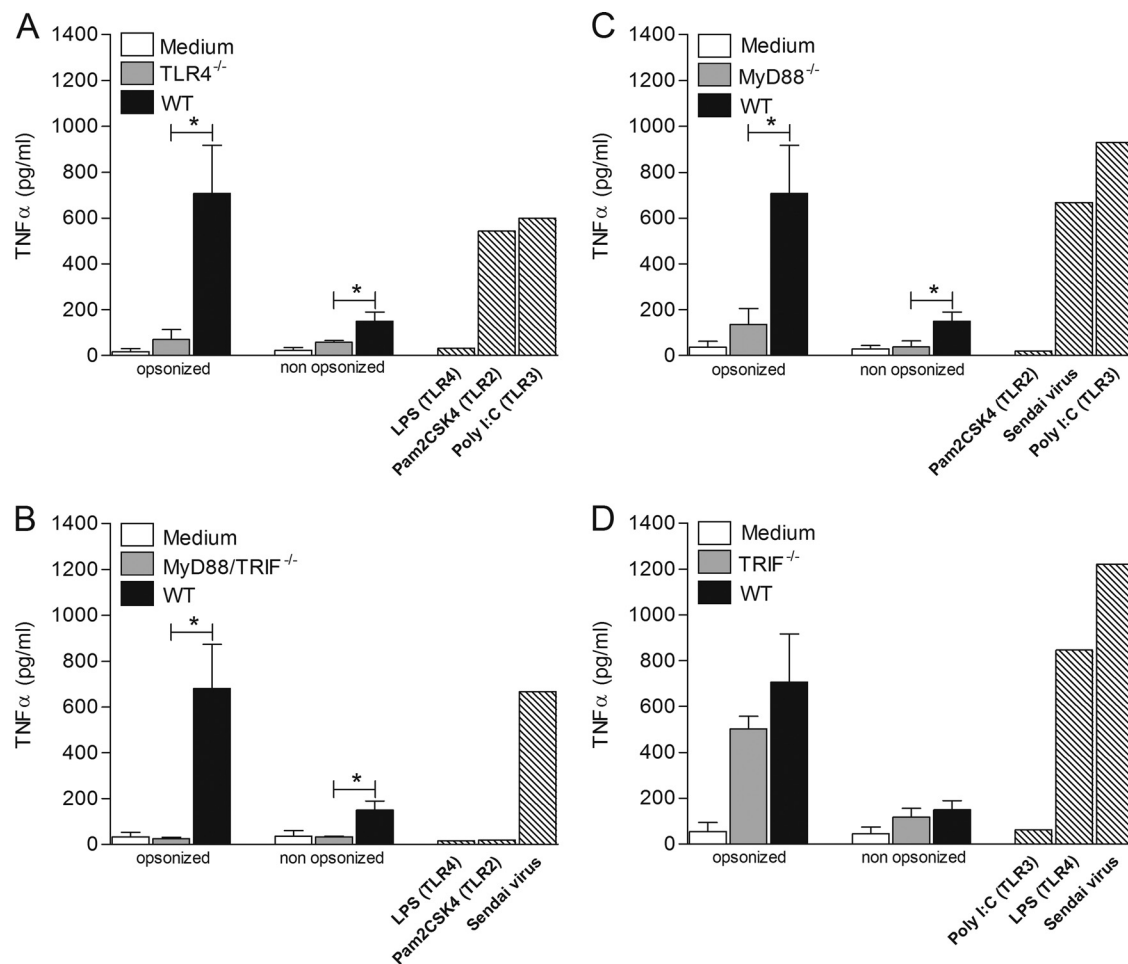 A
TNFα (pg/ml)
1400
1200
1000
800
600
400
200
0
Medium
TLR4-/-
WT
*
*
opsonized
non opsonized
LPS (TLR4)
Pam2CSK4 (TLR2)
Poly I:C (TLR3)
C
TNFα (pg/ml)
1400
1200
1000
800
600
400
200
0
Medium
MyD88-/-
WT
*
*
opsonized
non opsonized
Pam2CSK4 (TLR2)
Sendai virus
Poly I:C (TLR3)
B
TNFα (pg/ml)
1400
1200
1000
800
600
400
200
0
Medium
MyD88/TRIF-/-
WT
*
*
opsonized
non opsonized
LPS (TLR4)
Pam2CSK4 (TLR2)
Sendai virus
D
TNFα (pg/ml)
1400
1200
1000
800
600
400
200
0
Medium
TRIF-/-
WT
opsonized
non opsonized
Poly I:C (TLR3)
LPS (TLR4)
Sendai virus